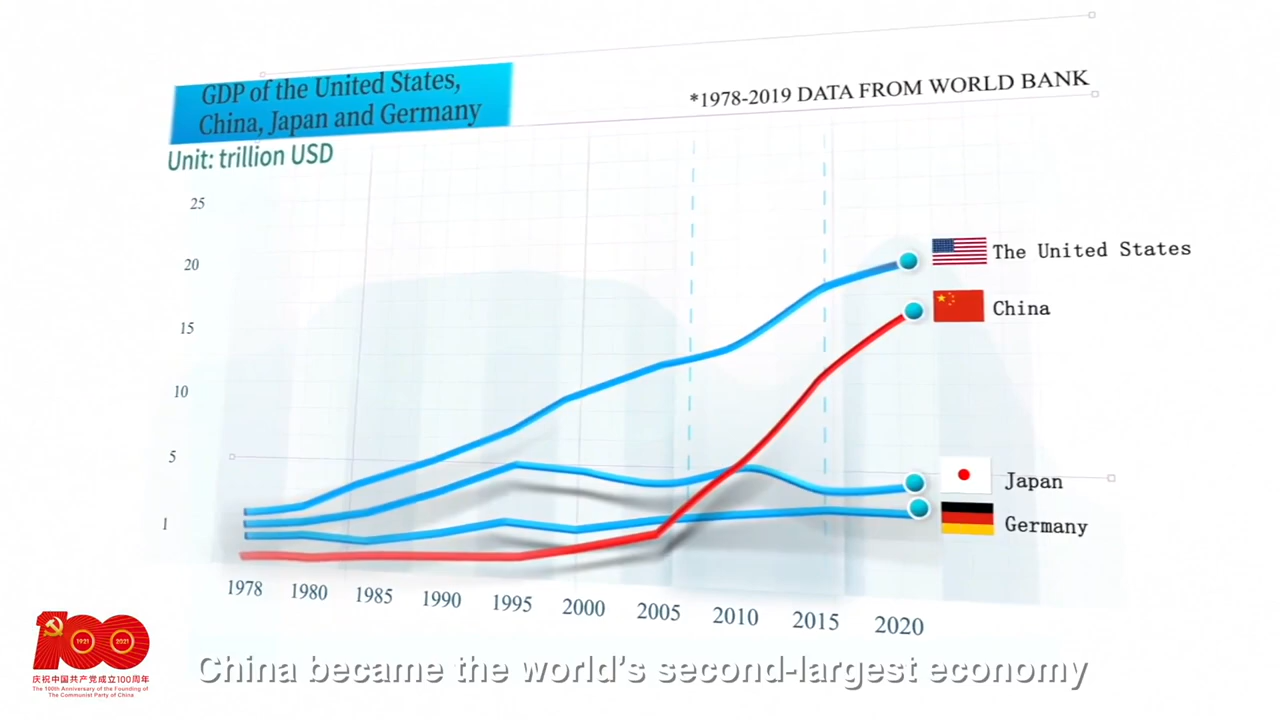 GDP of the United States,
China, Japan and Germany
*1978-2019 DATA FROM WORLD BANK
Unit: trillion USD
25
20
15
10
5
1
The United States
China
Japan
Germany
1978 1980 1985 1990 1995 2000 2005 2010 2015 2020
100
1921 2021
庆祝中国共产党成立100周年
The 100th Anniversary of the Founding of
The Communist Party of China
China became the world's second-largest economy